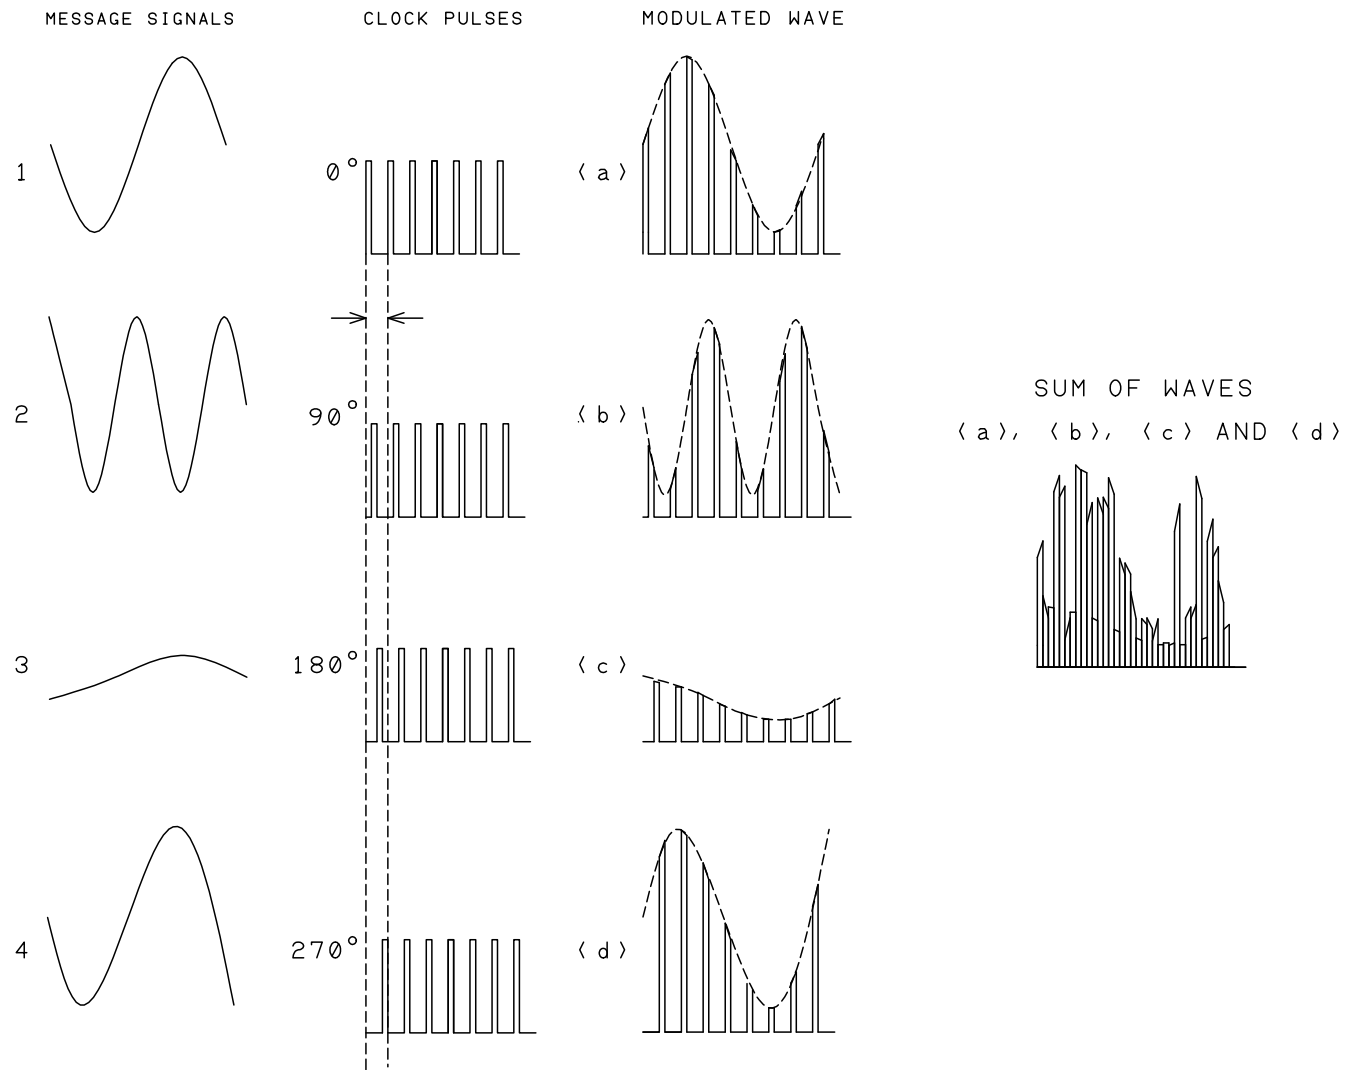 MESSAGE SIGNALS CLOCK PULSES MODULATED WAVE
1 0° ⟨a⟩
2 90° ⟨b⟩
SUM OF WAVES
⟨a⟩, ⟨b⟩, ⟨c⟩ AND ⟨d⟩
3 180° ⟨c⟩
4 270° ⟨d⟩